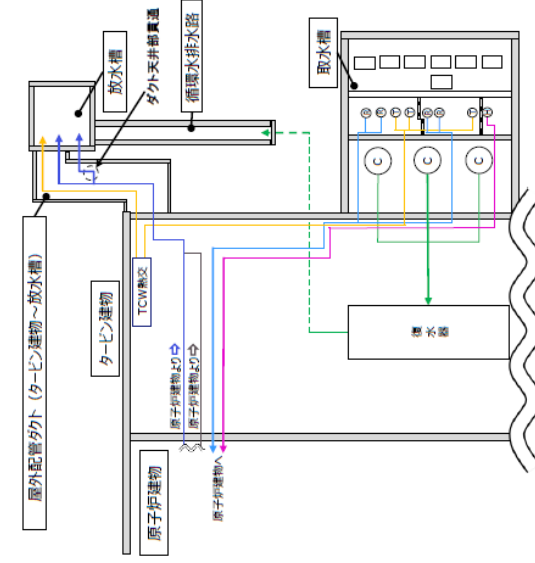 屋外配管ダクト（タービン建物～放水槽）
放水槽
ダクト天井部貫通
循環水排水路
取水槽
R
R
T
T
R
R
T
H
C
C
C
タービン建物
TCW熱交
復水器
原子炉建物より⇨
原子炉建物より⇨
原子炉建物
原子炉建物へ